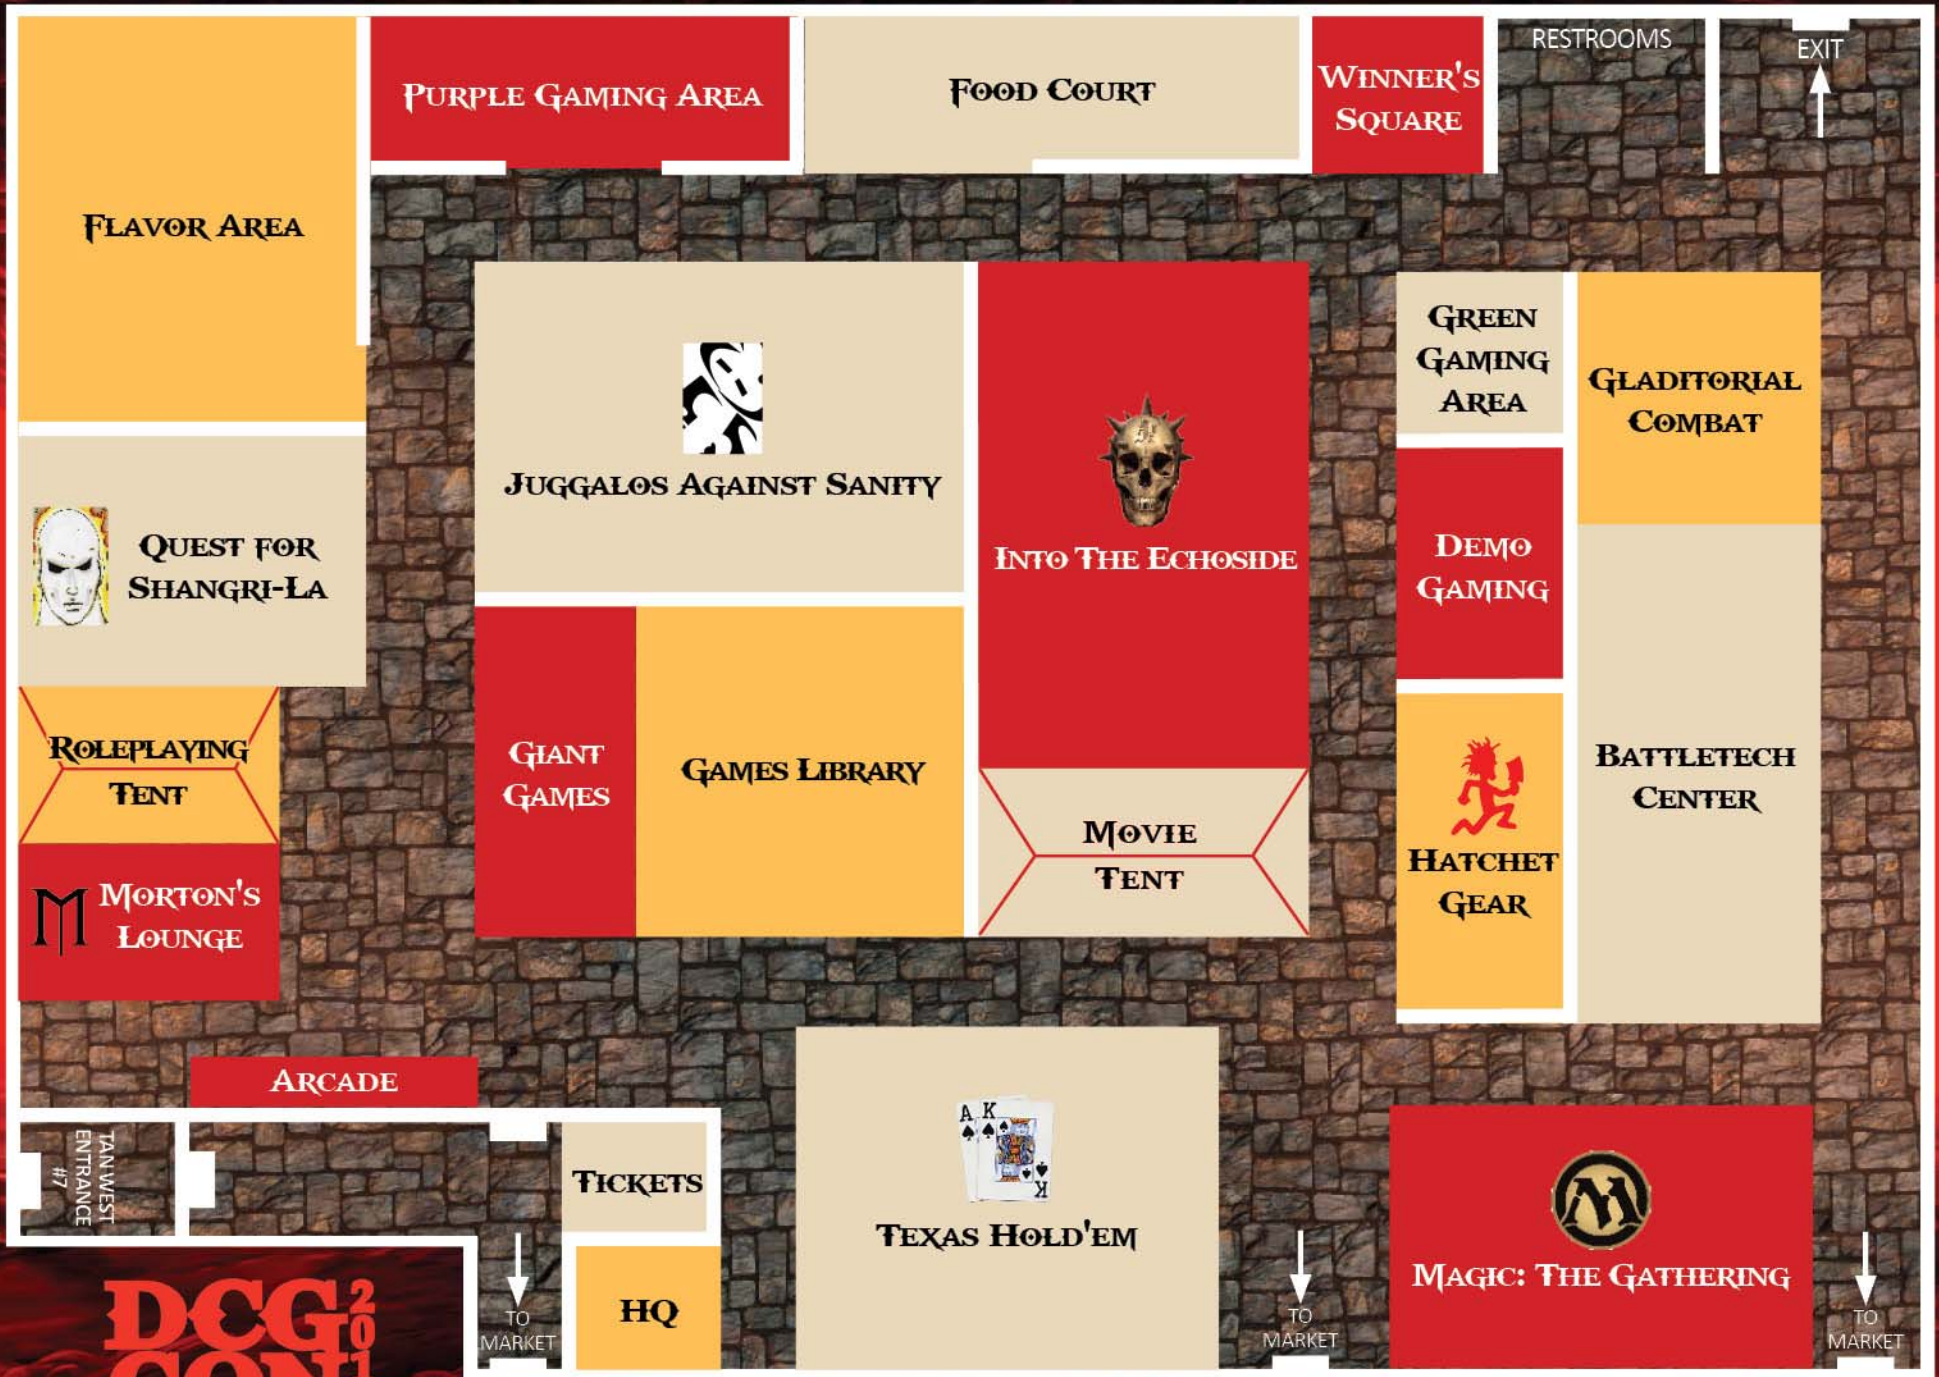 PURPLE GAMING AREA
FOOD COURT
WINNER'S
SQUARE
RESTROOMS
EXIT
FLAVOR AREA
JUGGALOS AGAINST SANITY
INTO THE ECHOSIDE
GREEN
GAMING
AREA
GLADITORIAL
COMBAT
QUEST FOR
SHANGRI-LA
DEMO
GAMING
ROLEPLAYING
TENT
GIANT
GAMES
GAMES LIBRARY
MOVIE
TENT
HATCHET
GEAR
BATTLETECH
CENTER
M
MORTON'S
LOUNGE
ARCADE
TAN WEST
ENTRANCE
#7
TICKETS
HQ
A K
K
TEXAS HOLD'EM
M
MAGIC: THE GATHERING
TO
MARKET
TO
MARKET
TO
MARKET
DCG
CON
201